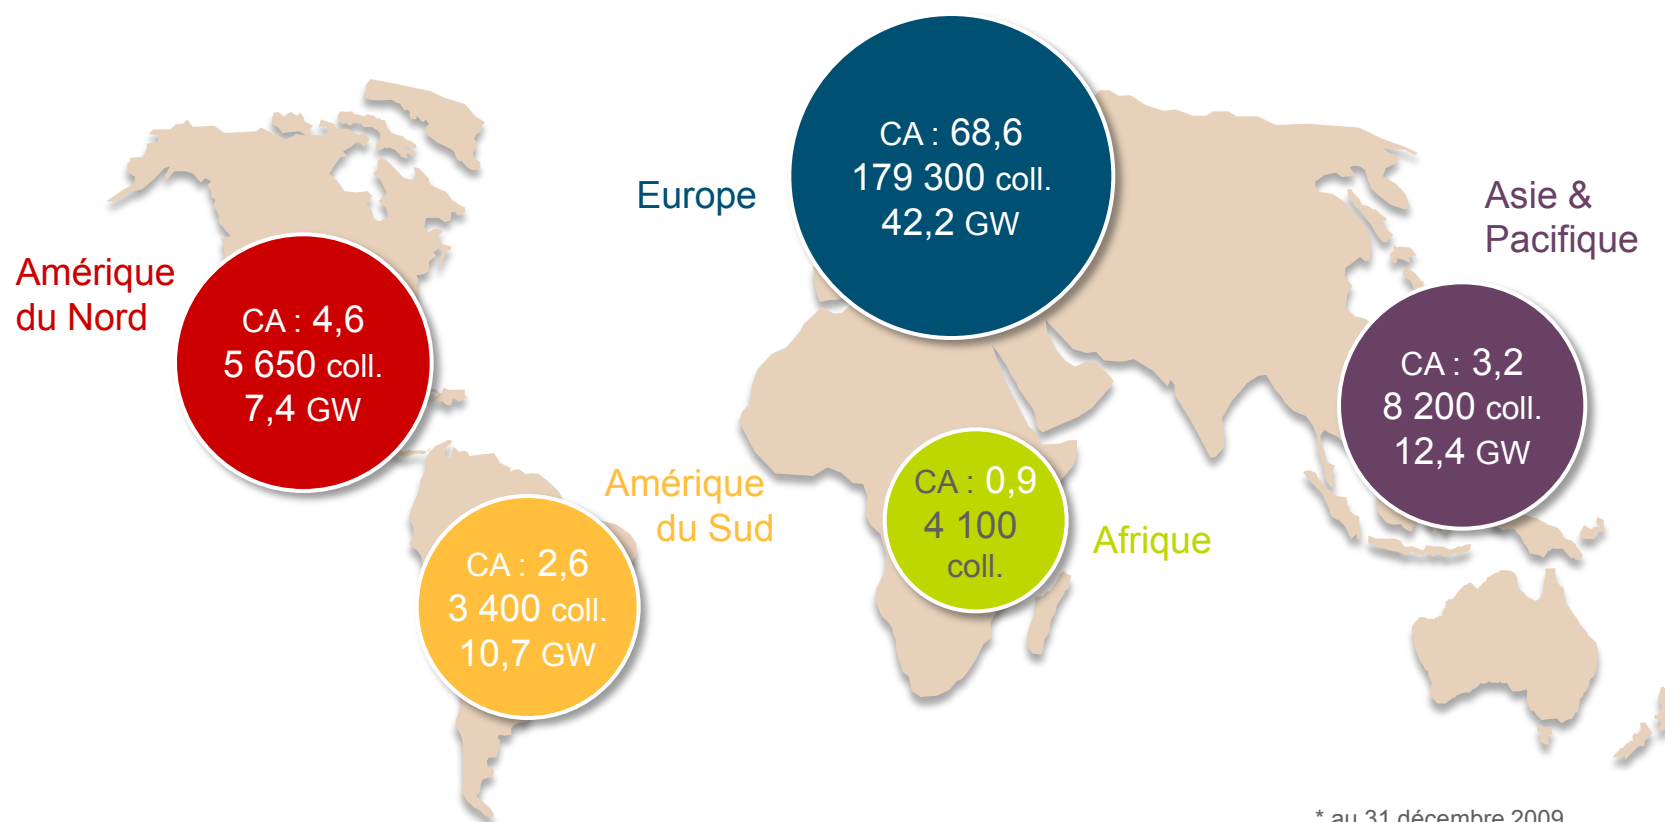 Europe
CA : 68,6
179 300 coll.
42,2 GW
Asie &
Pacifique
CA : 3,2
8 200 coll.
12,4 GW
Amérique
du Nord
CA : 4,6
5 650 coll.
7,4 GW
Amérique
du Sud
CA : 2,6
3 400 coll.
10,7 GW
Afrique
CA : 0,9
4 100
coll.
* au 31 décembre 2009